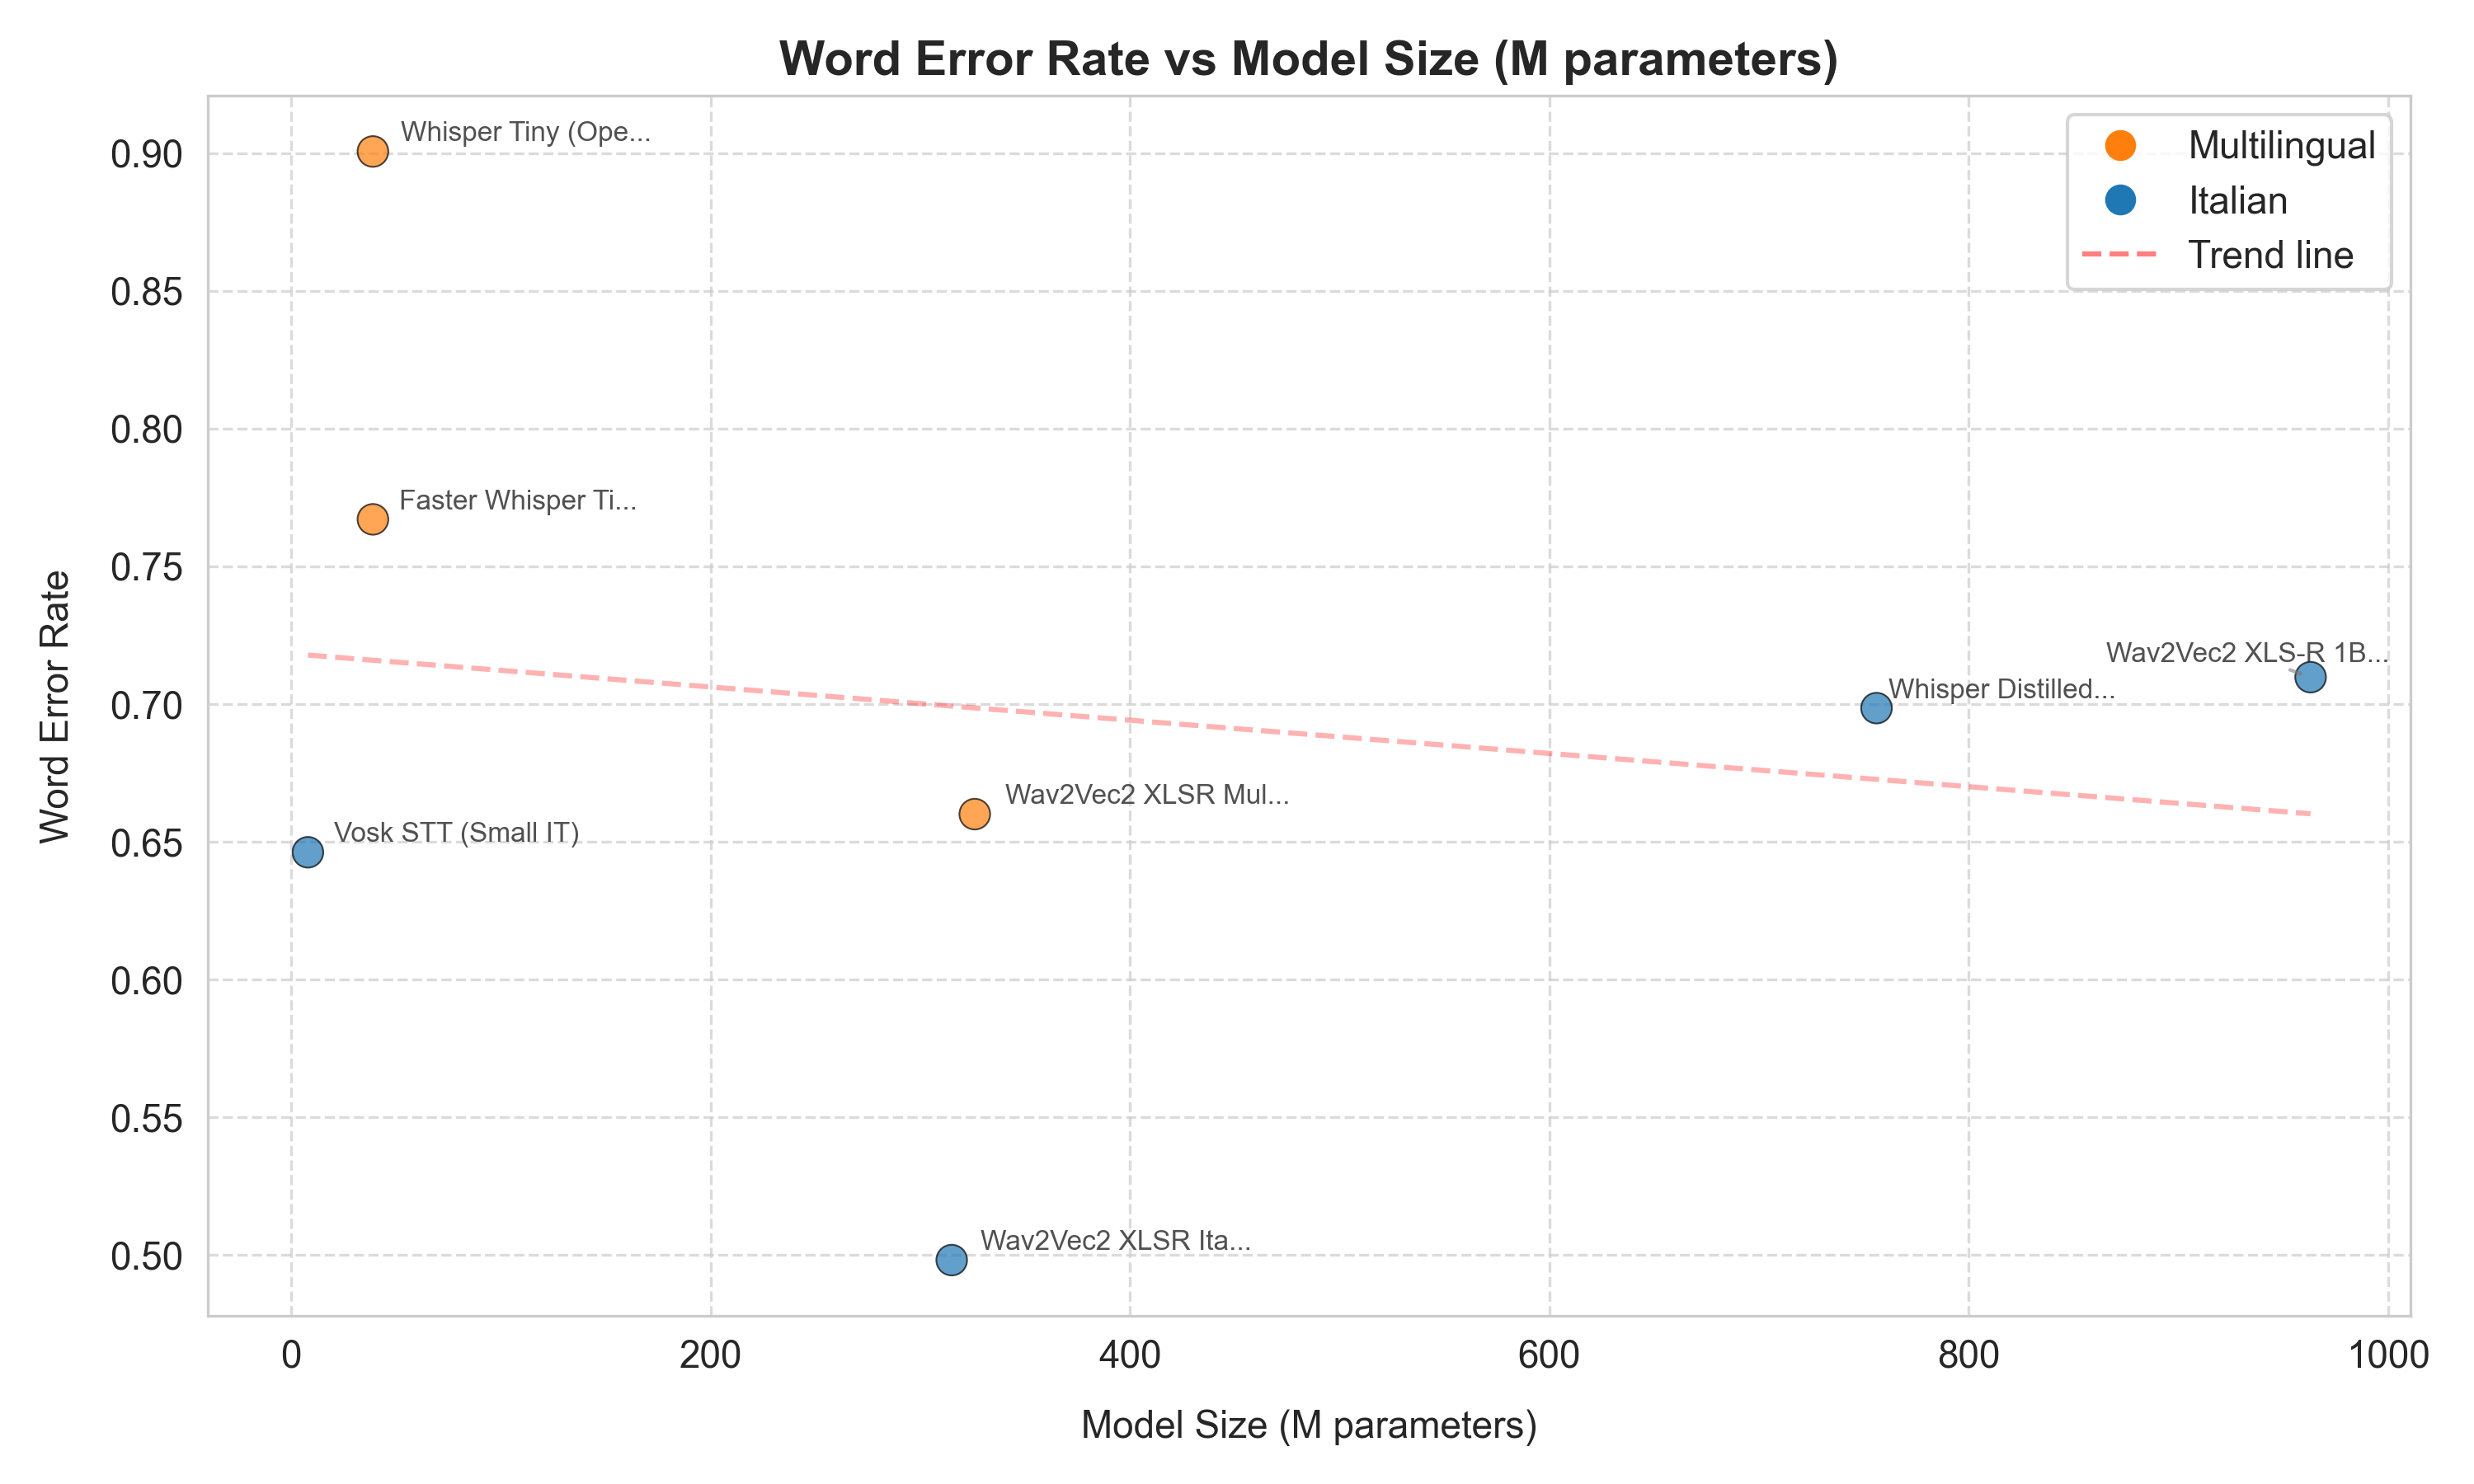 Word Error Rate vs Model Size (M parameters)
Multilingual
Italian
Trend line
Whisper Tiny (Ope...
Faster Whisper Ti...
Wav2Vec2 XLS-R 1B...
Whisper Distilled...
Wav2Vec2 XLSR Mul...
Vosk STT (Small IT)
Wav2Vec2 XLSR Ita...
Word Error Rate
0.90
0.85
0.80
0.75
0.70
0.65
0.60
0.55
0.50
0 200 400 600 800 1000
Model Size (M parameters)